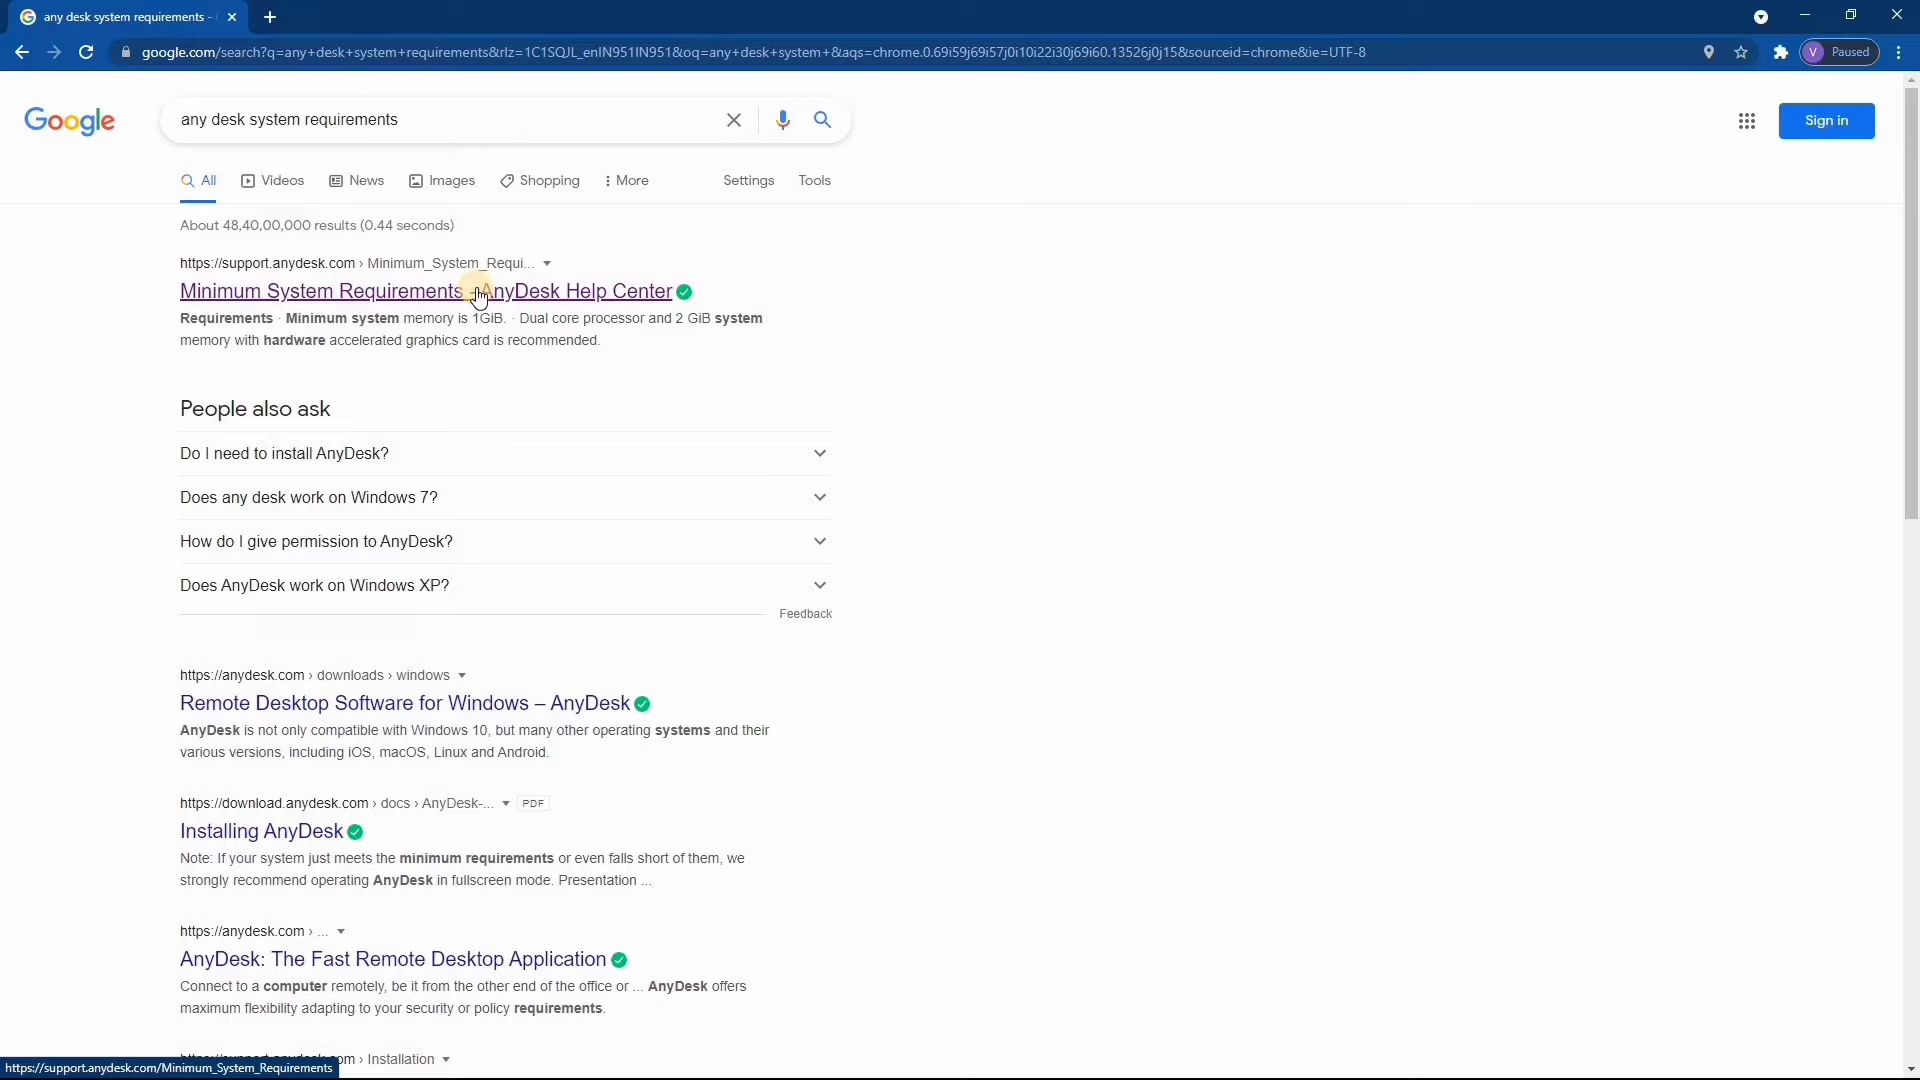 any desk system requirements -
google.com/search?q=any+desk+system+requirements&rlz=1C1SQJL_enIN951IN951&oq=any+desk+system+&aqs=chrome.0.69i59j69i57j0i10i22i30j69i60.13526j0j15&sourceid=chrome&ie=UTF-8
V Paused
Google
any desk system requirements
Sign in
All Videos News Images Shopping More Settings Tools
About 48,40,00,000 results (0.44 seconds)
https://support.anydesk.com › Minimum_System_Requi...
Minimum System Requirements - AnyDesk Help Center
Requirements · Minimum system memory is 1GiB. · Dual core processor and 2 GiB system
memory with hardware accelerated graphics card is recommended.
People also ask
Do I need to install AnyDesk?
Does any desk work on Windows 7?
How do I give permission to AnyDesk?
Does AnyDesk work on Windows XP?
Feedback
https://anydesk.com › downloads › windows
Remote Desktop Software for Windows – AnyDesk
AnyDesk is not only compatible with Windows 10, but many other operating systems and their
various versions, including iOS, macOS, Linux and Android.
https://download.anydesk.com › docs › AnyDesk-... PDF
Installing AnyDesk
Note: If your system just meets the minimum requirements or even falls short of them, we
strongly recommend operating AnyDesk in fullscreen mode. Presentation ...
https://anydesk.com › ...
AnyDesk: The Fast Remote Desktop Application
Connect to a computer remotely, be it from the other end of the office or ... AnyDesk offers
maximum flexibility adapting to your security or policy requirements.
› Installation
https://support.anydesk.com/Minimum_System_Requirements